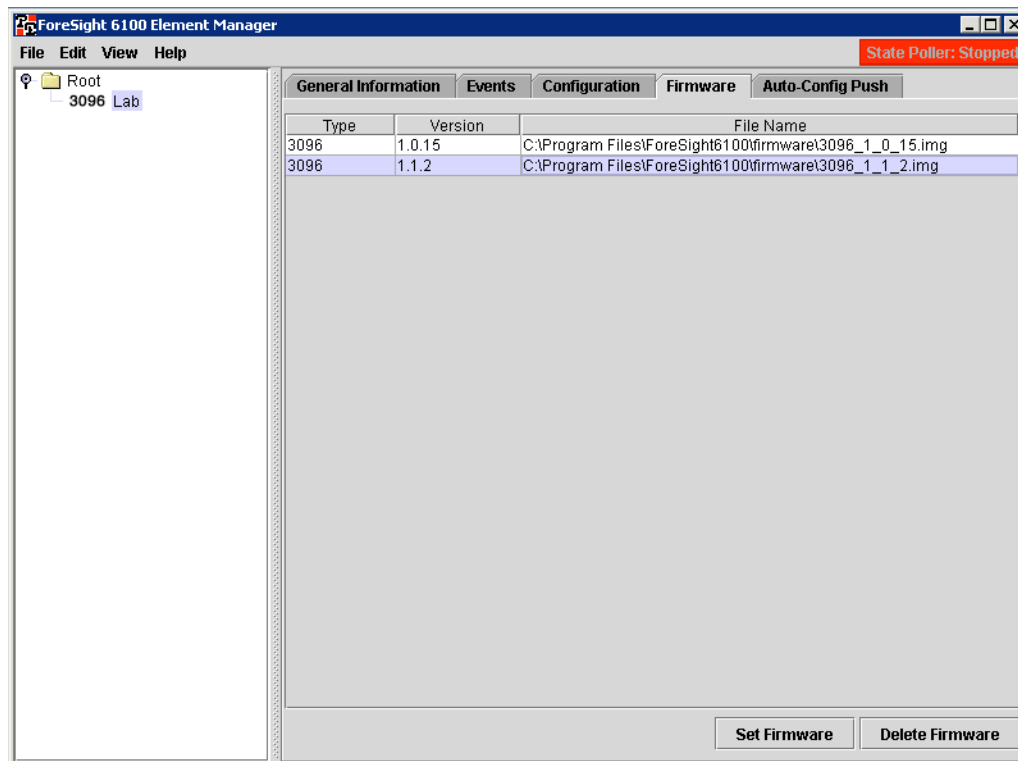 ForeSight 6100 Element Manager
File Edit View Help
State Poller: Stopped
Root
3096 Lab
General Information Events Configuration Firmware Auto-Config Push
Type Version File Name
3096 1.0.15 C:\Program Files\ForeSight6100\firmware\3096_1_0_15.img
3096 1.1.2 C:\Program Files\ForeSight6100\firmware\3096_1_1_2.img
Set Firmware Delete Firmware